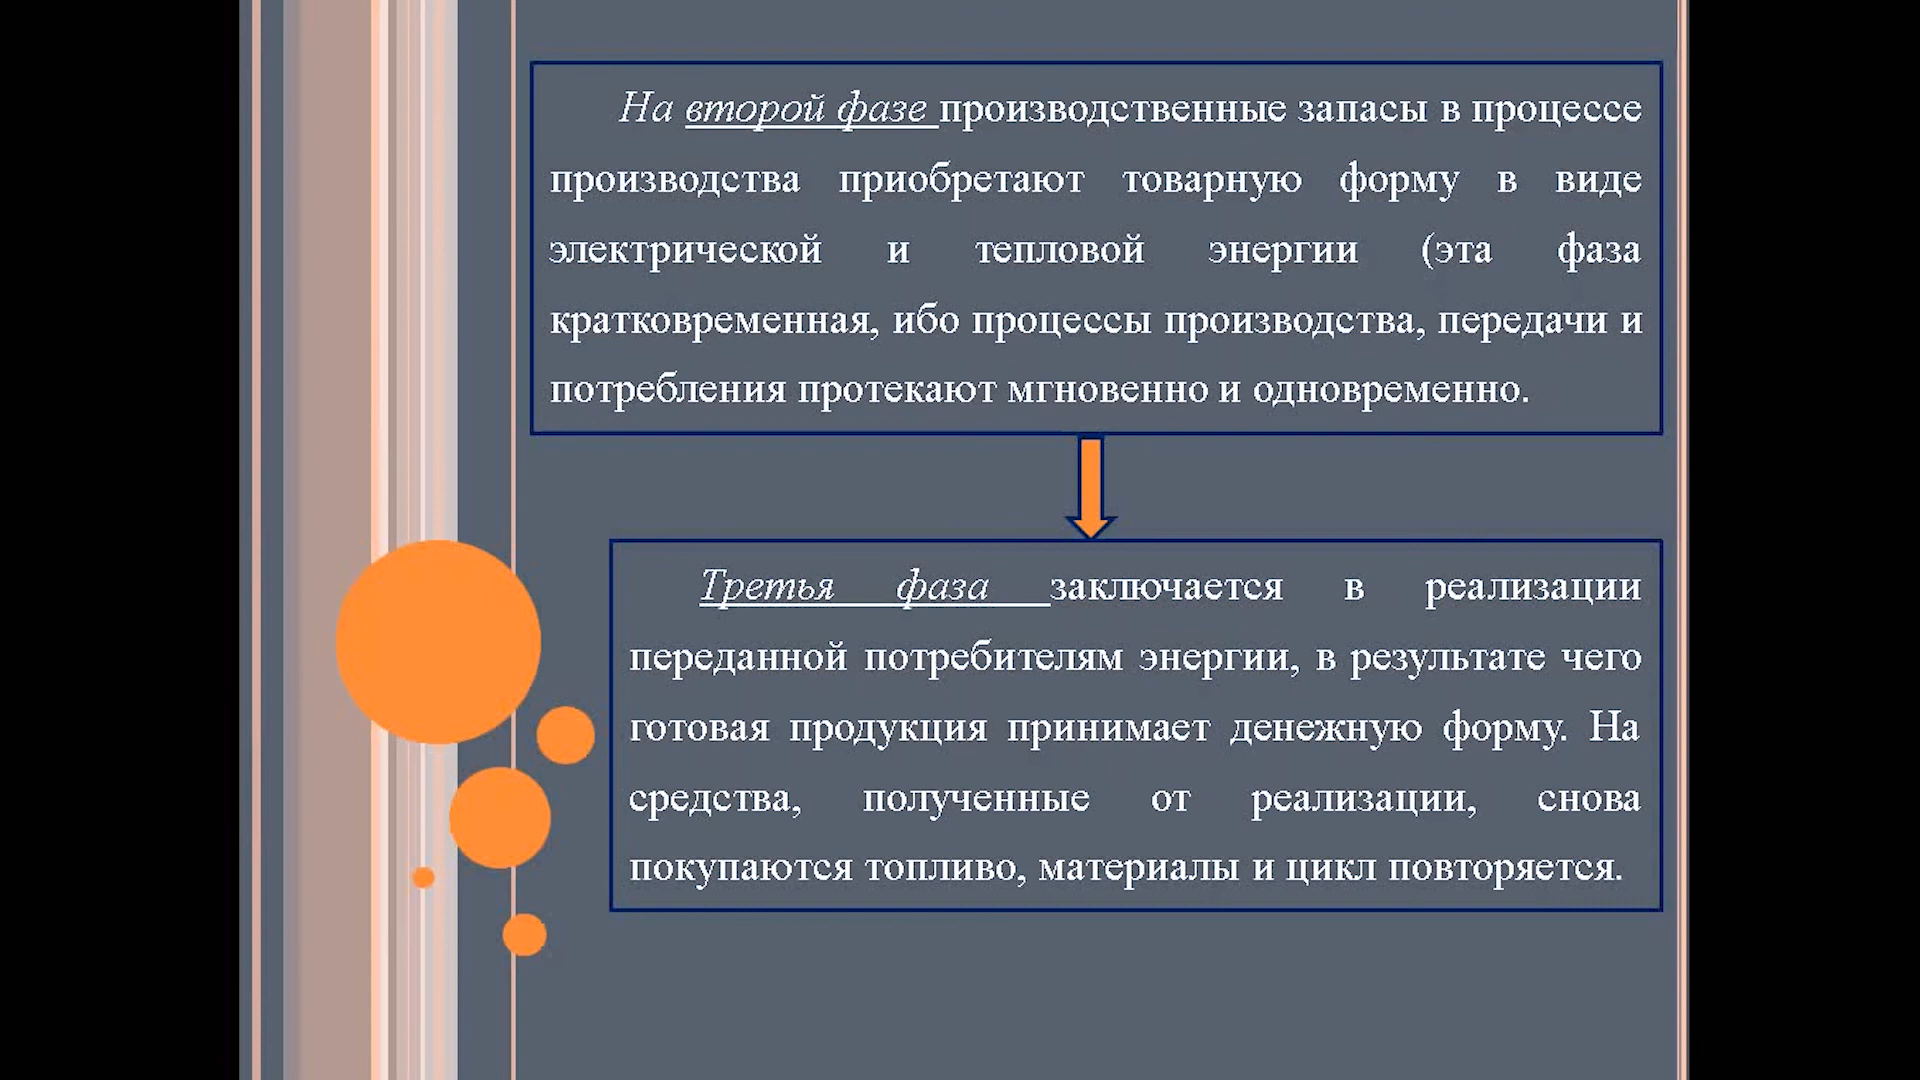 На второй фазе производственные запасы в процессе
производства приобретают товарную форму в виде
электрической и тепловой энергии (эта фаза
кратковременная, ибо процессы производства, передачи и
потребления протекают мгновенно и одновременно.
Третья фаза заключается в реализации
переданной потребителям энергии, в результате чего
готовая продукция принимает денежную форму. На
средства, полученные от реализации, снова
покупаются топливо, материалы и цикл повторяется.